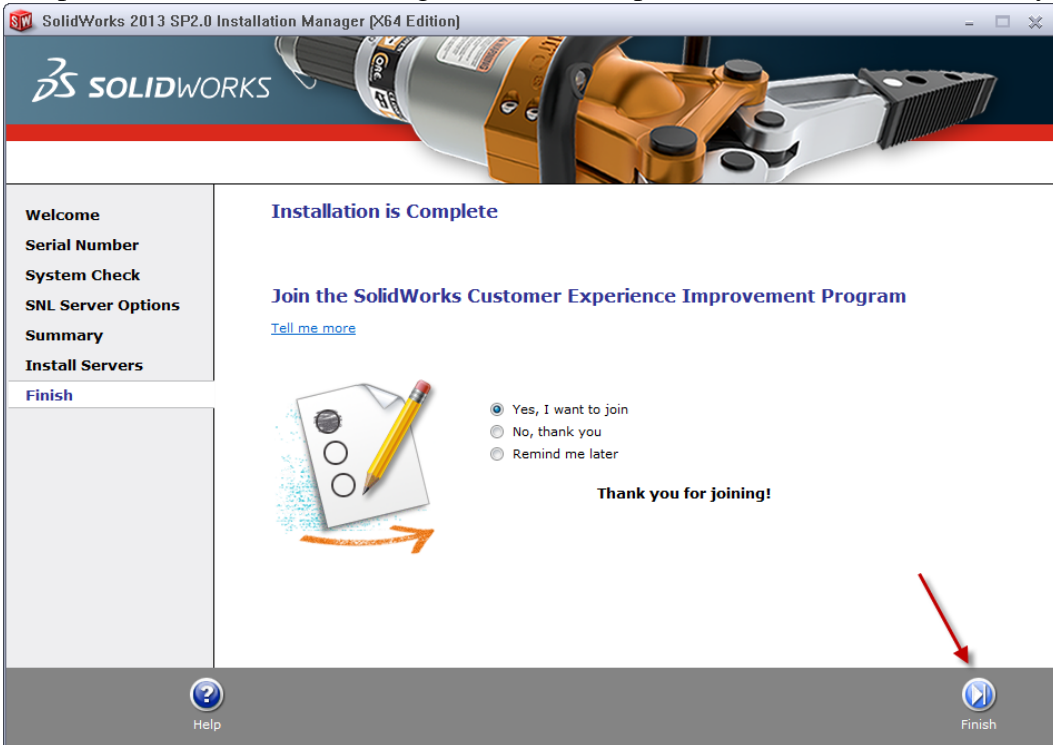 SolidWorks 2013 SP2.0 Installation Manager (X64 Edition)
SOLIDWORKS
Welcome
Serial Number
System Check
SNL Server Options
Summary
Install Servers
Finish
Installation is Complete
Join the SolidWorks Customer Experience Improvement Program
Tell me more
Yes, I want to join
No, thank you
Remind me later
Thank you for joining!
Help
Finish